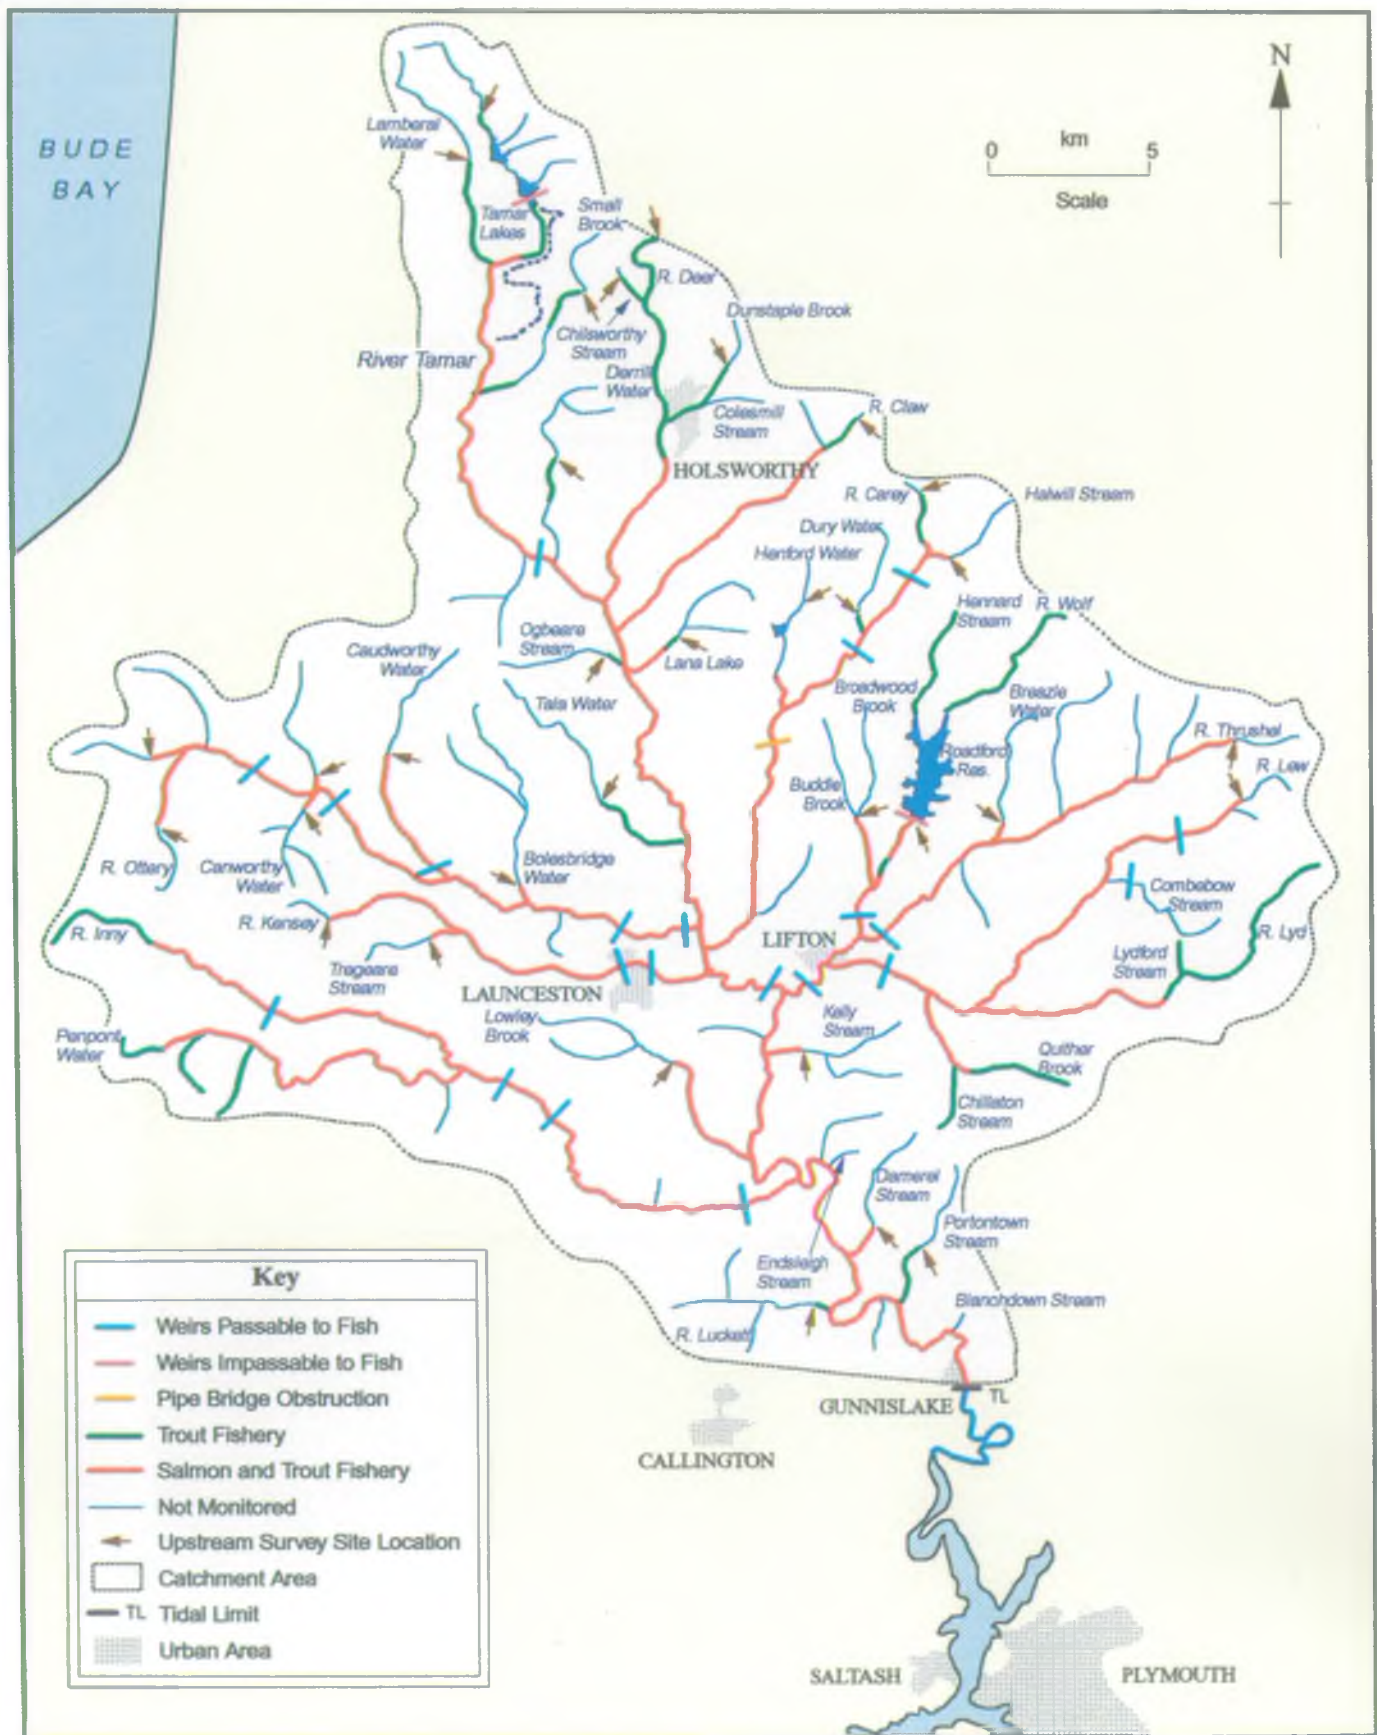 BUDE
BAY
N
km
0 5
Scale
Lamberal
Water
Tamar
Lakes
Small
Brook
R. Deer
Dunstaple Brook
Chilsworthy
Stream
River Tamar
Derrill
Water
Colesmill
Stream
R. Claw
HOLSWORTHY
R. Carey
Halwill Stream
Dury Water
Henford Water
Hennard
Stream
R. Wolf
Ogbeare
Stream
Caudworthy
Water
Lana Lake
Tala Water
Broadwood
Brook
Breazle
Water
R. Thrushel
Roadford
Res.
R. Lew
Buddle
Brook
R. Ottery
Canworthy
Water
Bolesbridge
Water
Combebow
Stream
R. Kensey
R. Inny
LIFTON
R. Lyd
Lydford
Stream
Tregeare
Stream
LAUNCESTON
Lowley
Brook
Kelly
Stream
Penpont
Water
Quither
Brook
Chillaton
Stream
Damerel
Stream
Portontown
Stream
Endsleigh
Stream
Blanchdown Stream
R. Luckett
GUNNISLAKE
TL
CALLINGTON
SALTASH
PLYMOUTH
Key
Weirs Passable to Fish
Weirs Impassable to Fish
Pipe Bridge Obstruction
Trout Fishery
Salmon and Trout Fishery
Not Monitored
Upstream Survey Site Location
Catchment Area
TL Tidal Limit
Urban Area